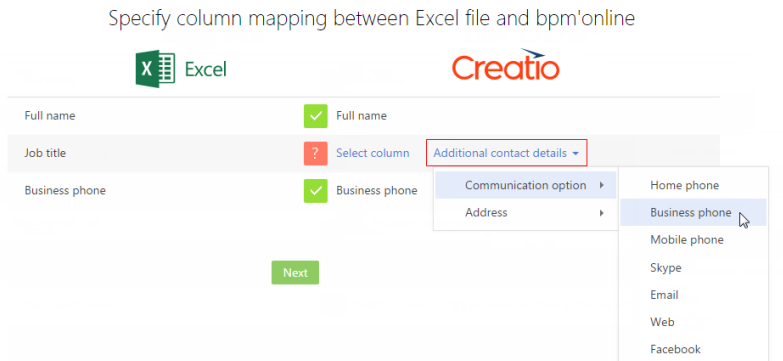 Specify column mapping between Excel file and bpm'online
Excel
Creatio
Full name
Full name
Job title
? Select column
Additional contact details
Business phone
Business phone
Communication option
Address
Home phone
Business phone
Mobile phone
Skype
Email
Web
Facebook
Next